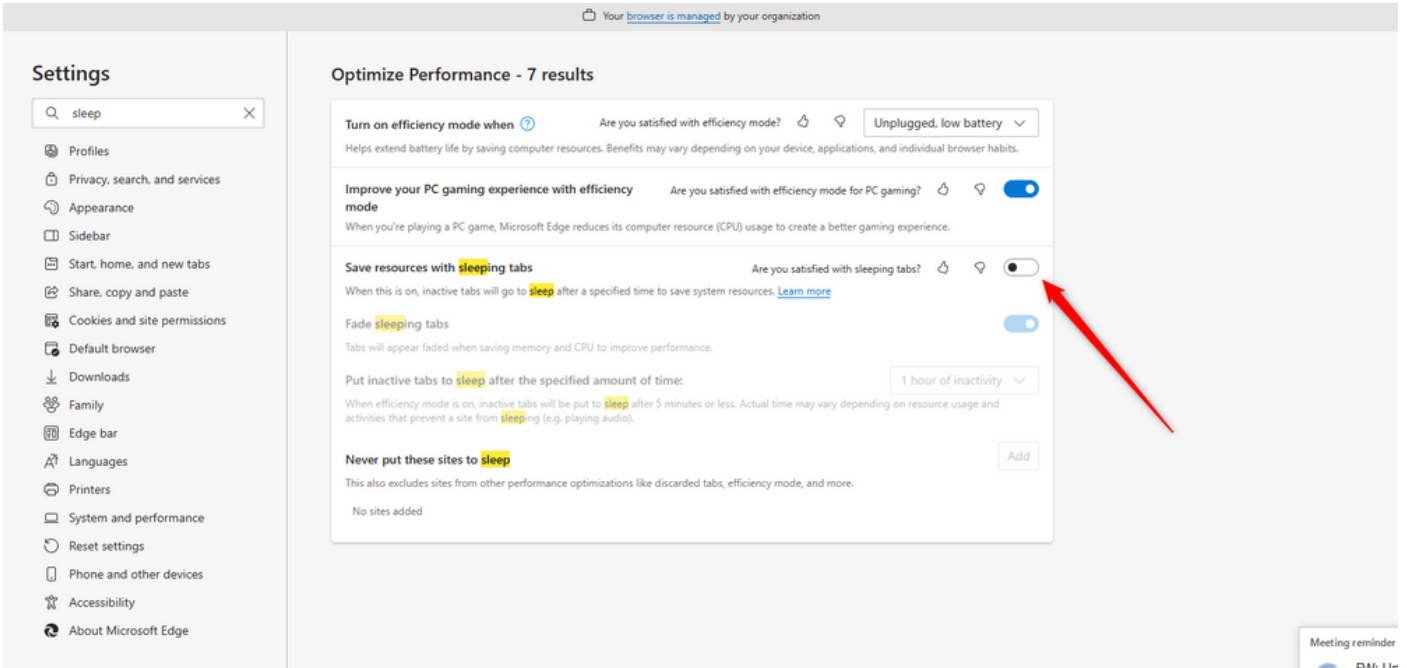 Your browser is managed by your organization
Settings
sleep
Profiles
Privacy, search, and services
Appearance
Sidebar
Start, home, and new tabs
Share, copy and paste
Cookies and site permissions
Default browser
Downloads
Family
Edge bar
Languages
Printers
System and performance
Reset settings
Phone and other devices
Accessibility
About Microsoft Edge
Optimize Performance - 7 results
Turn on efficiency mode when Are you satisfied with efficiency mode? Unplugged, low battery
Helps extend battery life by saving computer resources. Benefits may vary depending on your device, applications, and individual browser habits.
Improve your PC gaming experience with efficiency Are you satisfied with efficiency mode for PC gaming?
mode
When you're playing a PC game, Microsoft Edge reduces its computer resource (CPU) usage to create a better gaming experience.
Save resources with sleeping tabs Are you satisfied with sleeping tabs?
When this is on, inactive tabs will go to sleep after a specified time to save system resources. Learn more
Fade sleeping tabs
Tabs will appear faded when saving memory and CPU to improve performance.
Put inactive tabs to sleep after the specified amount of time: 1 hour of inactivity
When efficiency mode is on, inactive tabs will be put to sleep after 5 minutes or less. Actual time may vary depending on resource usage and
activities that prevent a site from sleeping (e.g. playing audio).
Never put these sites to sleep Add
This also excludes sites from other performance optimizations like discarded tabs, efficiency mode, and more.
No sites added
Meeting reminder